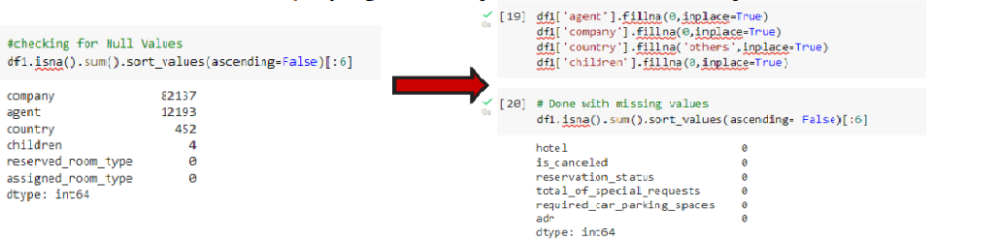 #checking for Null Values
df1.isna().sum().sort_values(ascending=False)[:6]
company 82137
agent 12193
country 452
children 4
reserved_room_type 0
assigned_room_type 0
dtype: int64
[19] df1['agent'].fillna(0,inplace=True)
0s
df1['company'].fillna(0,inplace=True)
df1['country'].fillna('others',inplace=True)
df1['children'].fillna(0,inplace=True)
[20] # Done with missing values
0s
df1.isna().sum().sort_values(ascending= False)[:6]
hotel 0
is_canceled 0
reservation_status 0
total_of_special_requests 0
required_car_parking_spaces 0
adr 0
dtype: int64